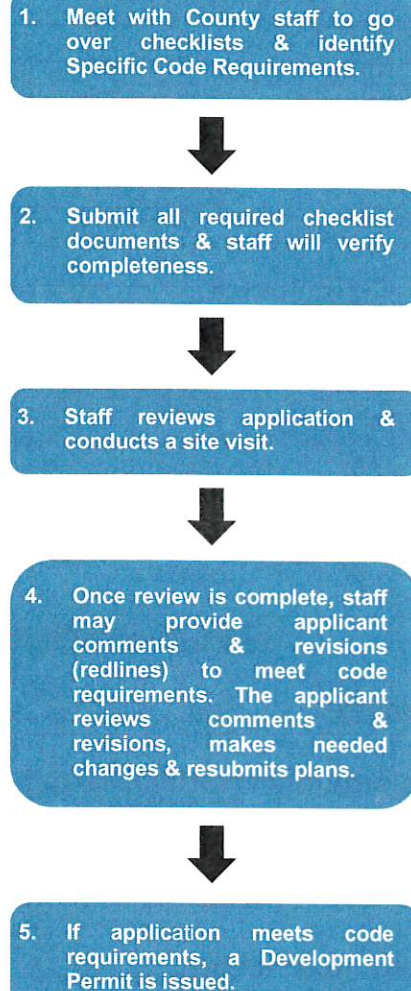 1. Meet with County staff to go
over checklists & identify
Specific Code Requirements.
2. Submit all required checklist
documents & staff will verify
completeness.
3. Staff reviews application &
conducts a site visit.
4. Once review is complete, staff
may provide applicant
comments & revisions
(redlines) to meet code
requirements. The applicant
reviews comments &
revisions, makes needed
changes & resubmits plans.
5. If application meets code
requirements, a Development
Permit is issued.